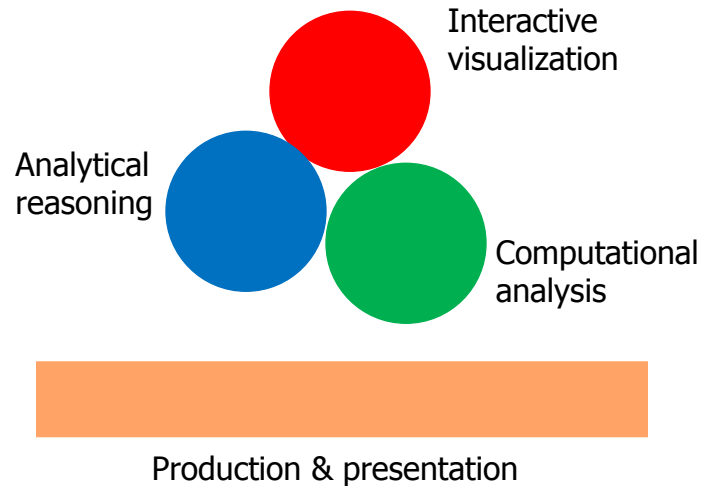 Interactive
visualization
Analytical
reasoning
Computational
analysis
Production & presentation